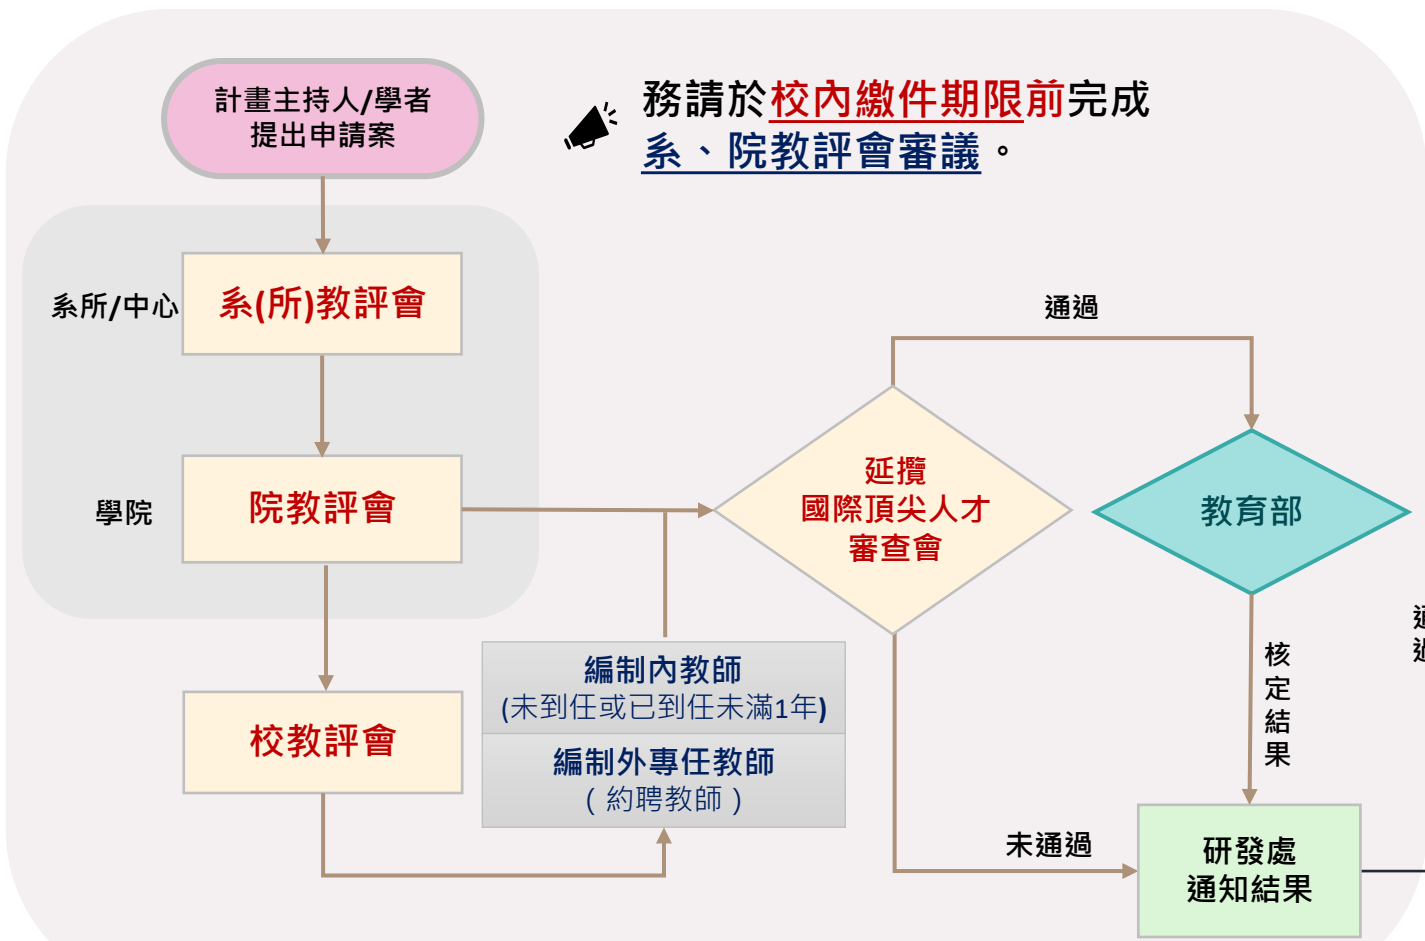 計畫主持人/學者
提出申請案
務請於校內繳件期限前完成
系、院教評會審議。
系所/中心
系(所)教評會
學院
院教評會
校教評會
編制內教師
(未到任或已到任未滿1年)
編制外專任教師
(約聘教師)
延攬
國際頂尖人才
審查會
通過
教育部
核定結果
未通過
研發處
通知結果